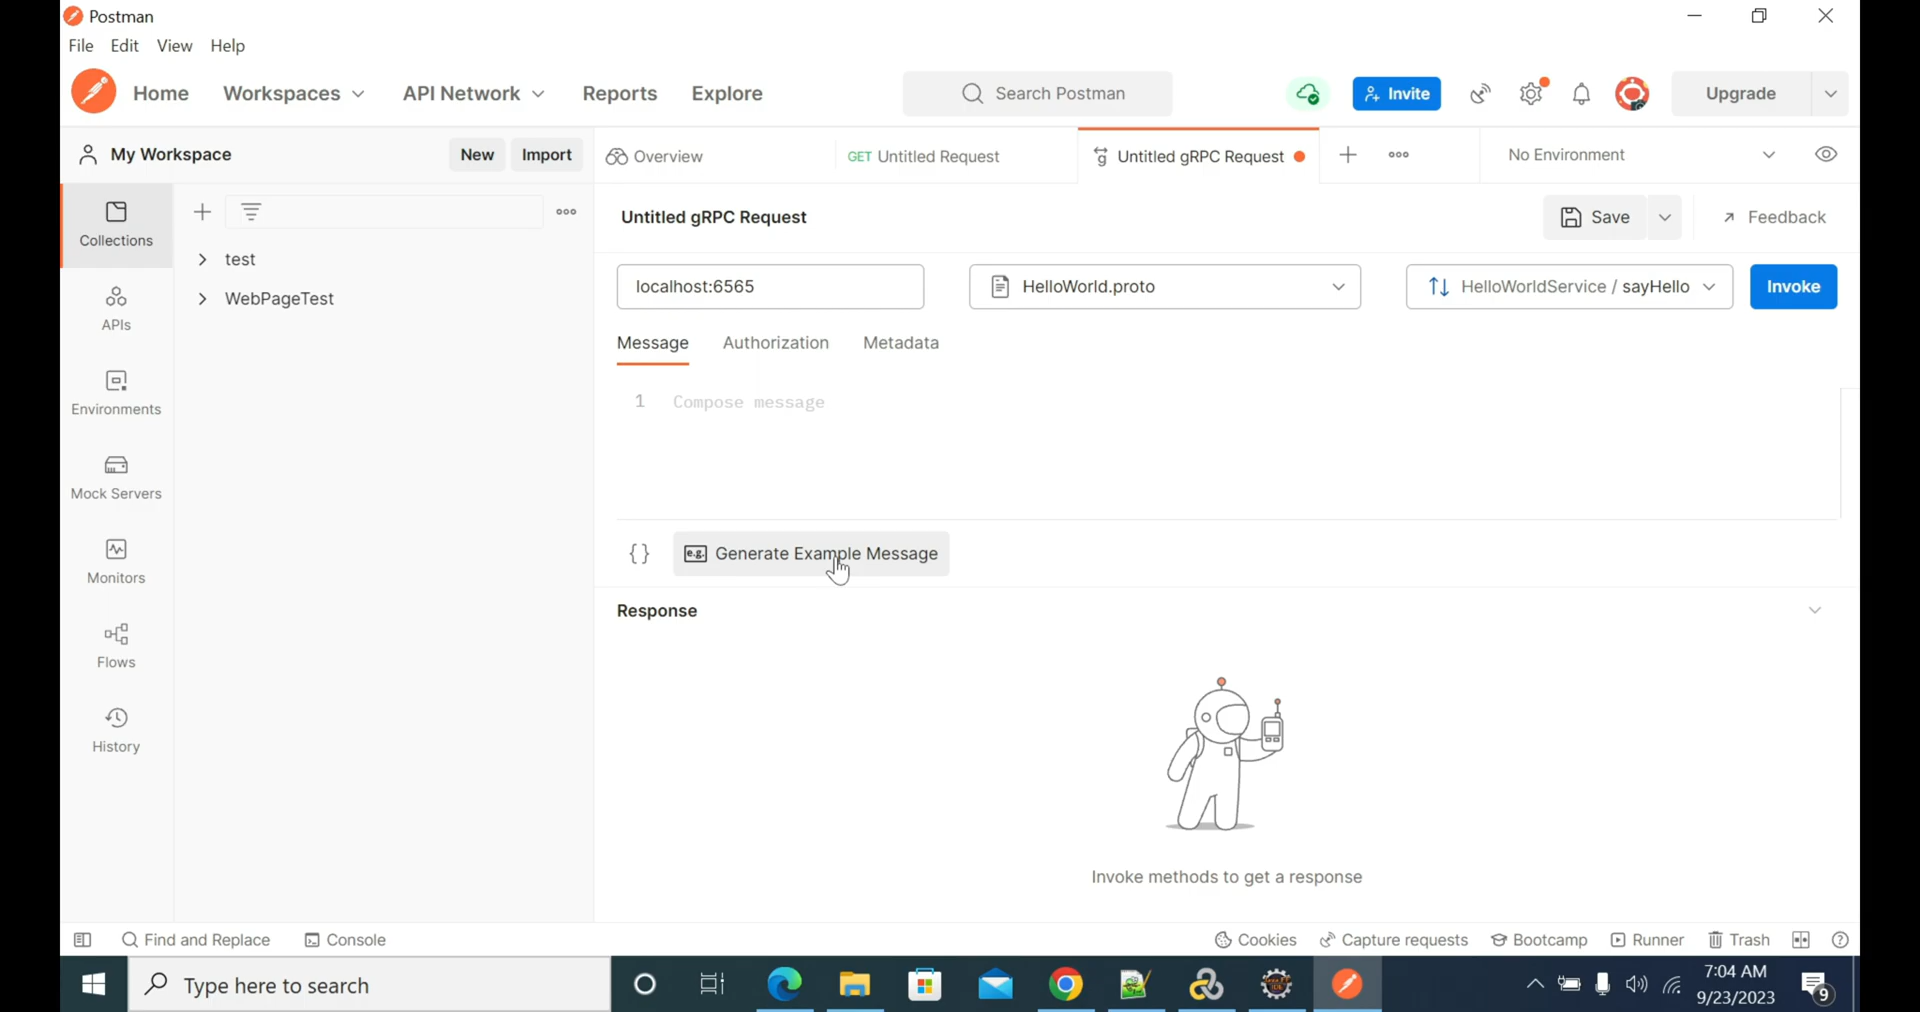 Postman
File Edit View Help
Home Workspaces API Network Reports Explore Search Postman Invite Upgrade
My Workspace New Import Overview GET Untitled Request Untitled gRPC Request No Environment
Collections
APIs
Environments
Mock Servers
Monitors
Flows
History
test
WebPageTest
Untitled gRPC Request Save Feedback
localhost:6565 HelloWorld.proto HelloWorldService / sayHello Invoke
Message Authorization Metadata
1 Compose message
{} e.g. Generate Example Message
Response
Invoke methods to get a response
Find and Replace Console Cookies Capture requests Bootcamp Runner Trash
Type here to search
7:04 AM
9/23/2023
9